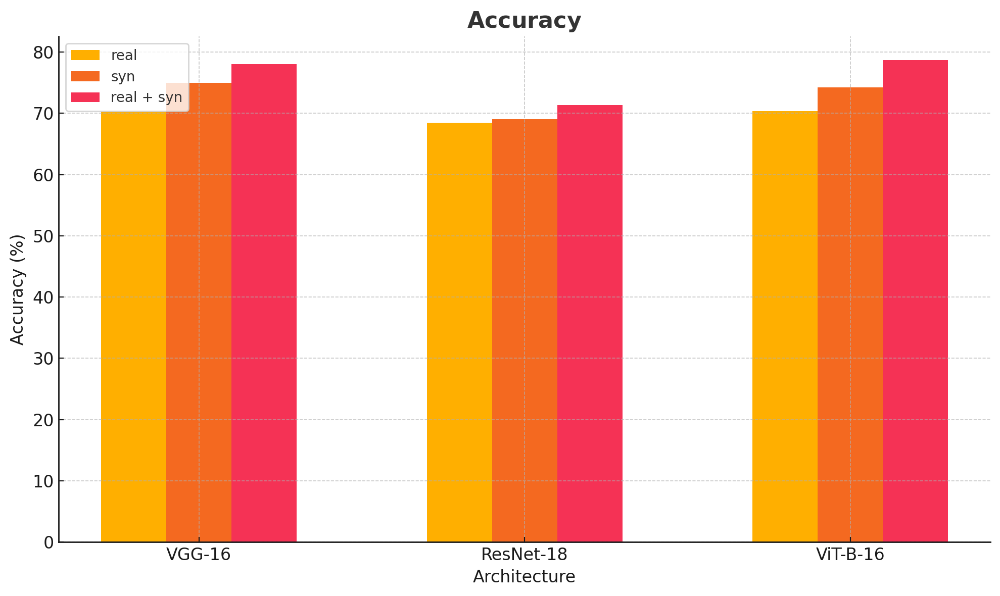 Accuracy
real
syn
real + syn
80
70
60
50
40
30
20
10
0
Accuracy (%)
VGG-16 ResNet-18 ViT-B-16
Architecture